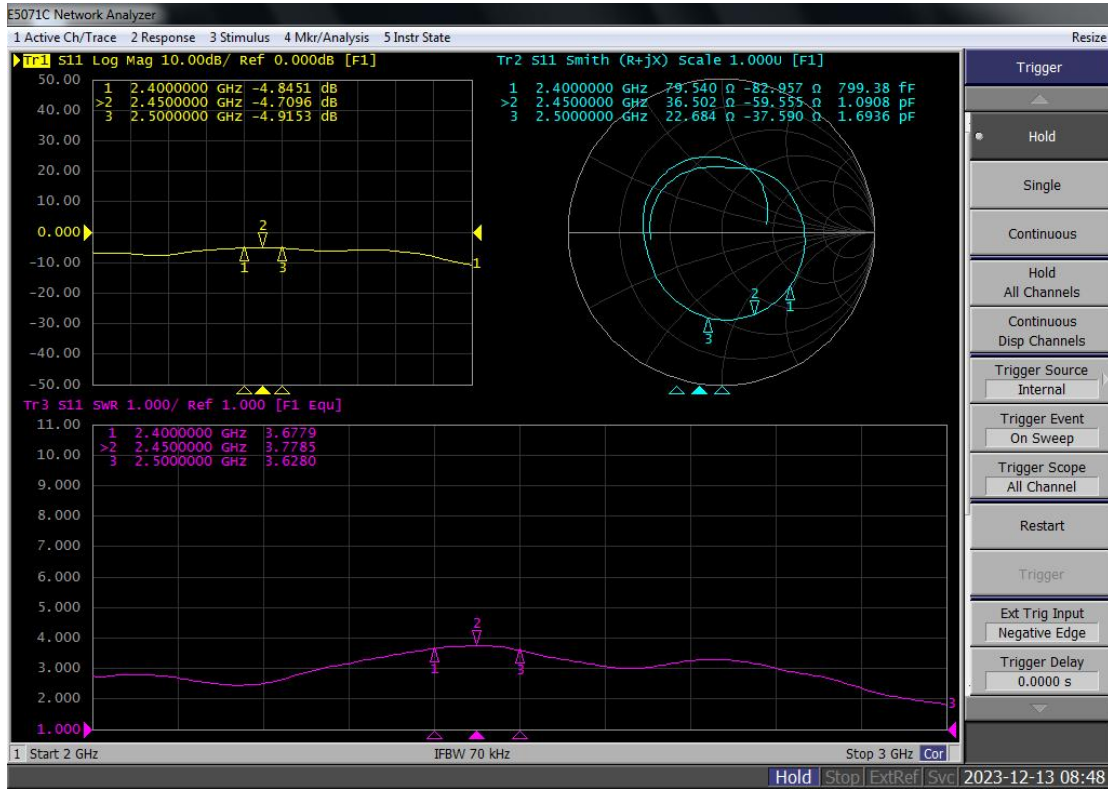 E5071C Network Analyzer
1 Active Ch/Trace 2 Response 3 Stimulus 4 Mkr/Analysis 5 Instr State Resize
Tr1 S11 Log Mag 10.00dB/ Ref 0.000dB [F1]
50.00
40.00
30.00
20.00
10.00
0.000
-10.00
-20.00
-30.00
-40.00
-50.00
1 2.4000000 GHz -4.8451 dB
>2 2.4500000 GHz -4.7096 dB
3 2.5000000 GHz -4.9153 dB
2
1 3
1
Tr2 S11 Smith (R+jX) Scale 1.000U [F1]
1 2.4000000 GHz 79.540 Ω -82.957 Ω 799.38 fF
>2 2.4500000 GHz 36.502 Ω -59.555 Ω 1.0908 pF
3 2.5000000 GHz 22.684 Ω -37.590 Ω 1.6936 pF
2
1
3
Tr3 S11 SWR 1.000/ Ref 1.000 [F1 Equ]
11.00
10.00
9.000
8.000
7.000
6.000
5.000
4.000
3.000
2.000
1.000
1 2.4000000 GHz 3.6779
>2 2.4500000 GHz 3.7785
3 2.5000000 GHz 3.6280
2
1 3
3
1 Start 2 GHz IFBW 70 kHz Stop 3 GHz Cor
Trigger
Hold
Single
Continuous
Hold
All Channels
Continuous
Disp Channels
Trigger Source
Internal
Trigger Event
On Sweep
Trigger Scope
All Channel
Restart
Trigger
Ext Trig Input
Negative Edge
Trigger Delay
0.0000 s
Hold Stop ExtRef Svc 2023-12-13 08:48